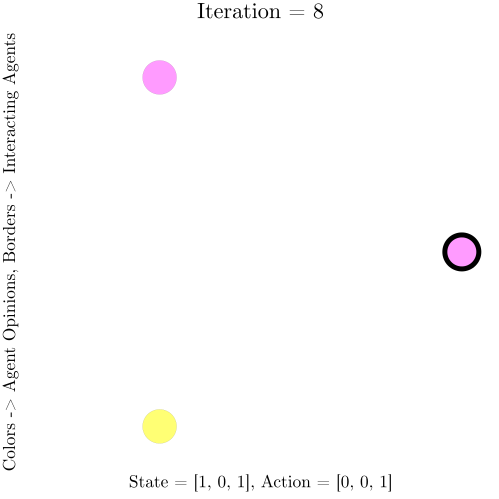 Iteration = 8
Colors -> Agent Opinions, Borders -> Interacting Agents
State = [1, 0, 1], Action = [0, 0, 1]